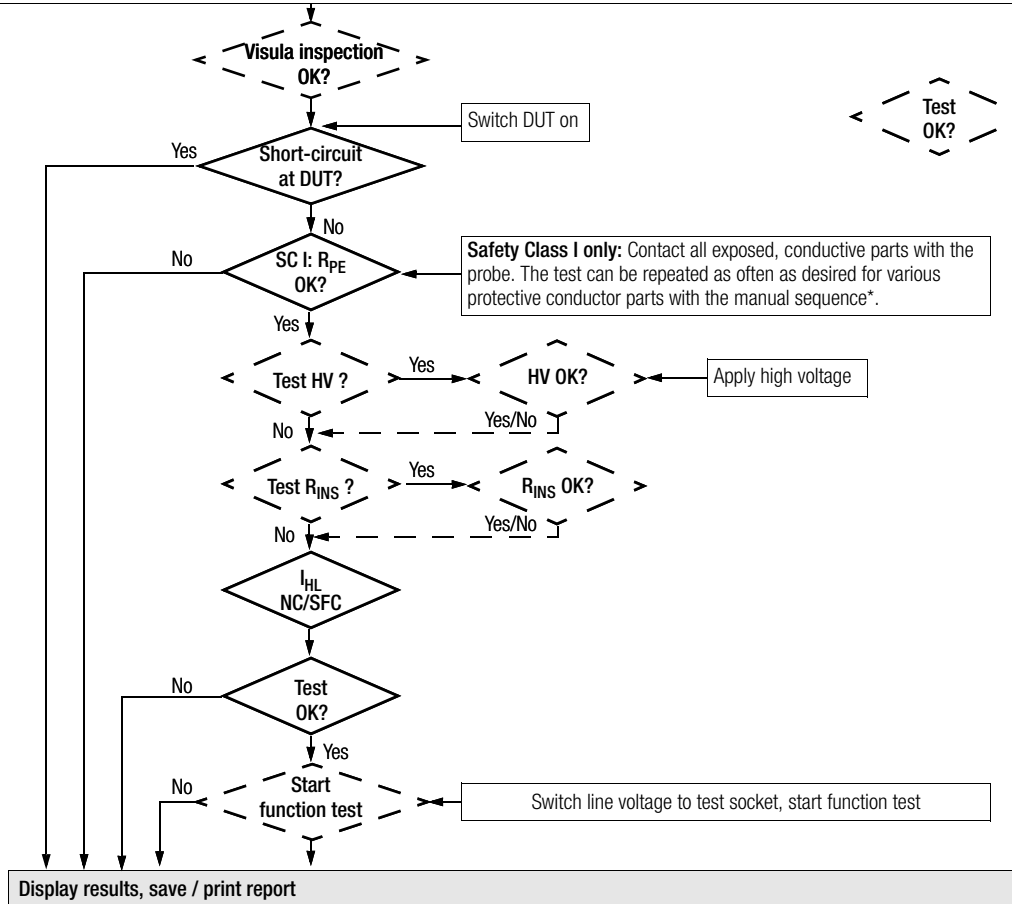 Visula inspection
OK?
Switch DUT on
Test
OK?
Yes
Short-circuit
at DUT?
No
No
SC I: RPE
OK?
Safety Class I only: Contact all exposed, conductive parts with the
probe. The test can be repeated as often as desired for various
protective conductor parts with the manual sequence*.
Yes
Test HV ?
Yes
HV OK?
Apply high voltage
Yes/No
No
Test RINS ?
Yes
RINS OK?
Yes/No
No
IHL
NC/SFC
No
Test
OK?
Yes
No
Start
function test
Switch line voltage to test socket, start function test
Display results, save / print report